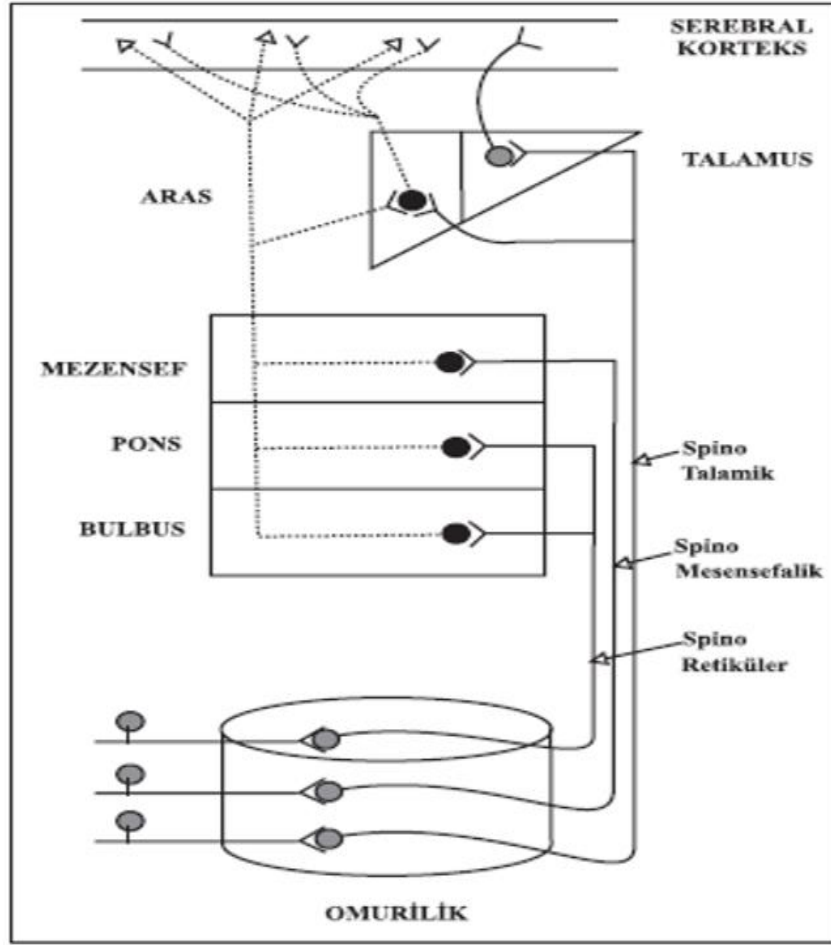 SEREBRAL
KORTEKS
TALAMUS
ARAS
MEZENSEF
PONS
BULBUS
Spino
Talamik
Spino
Mesensefalik
Spino
Retiküler
OMURİLİK